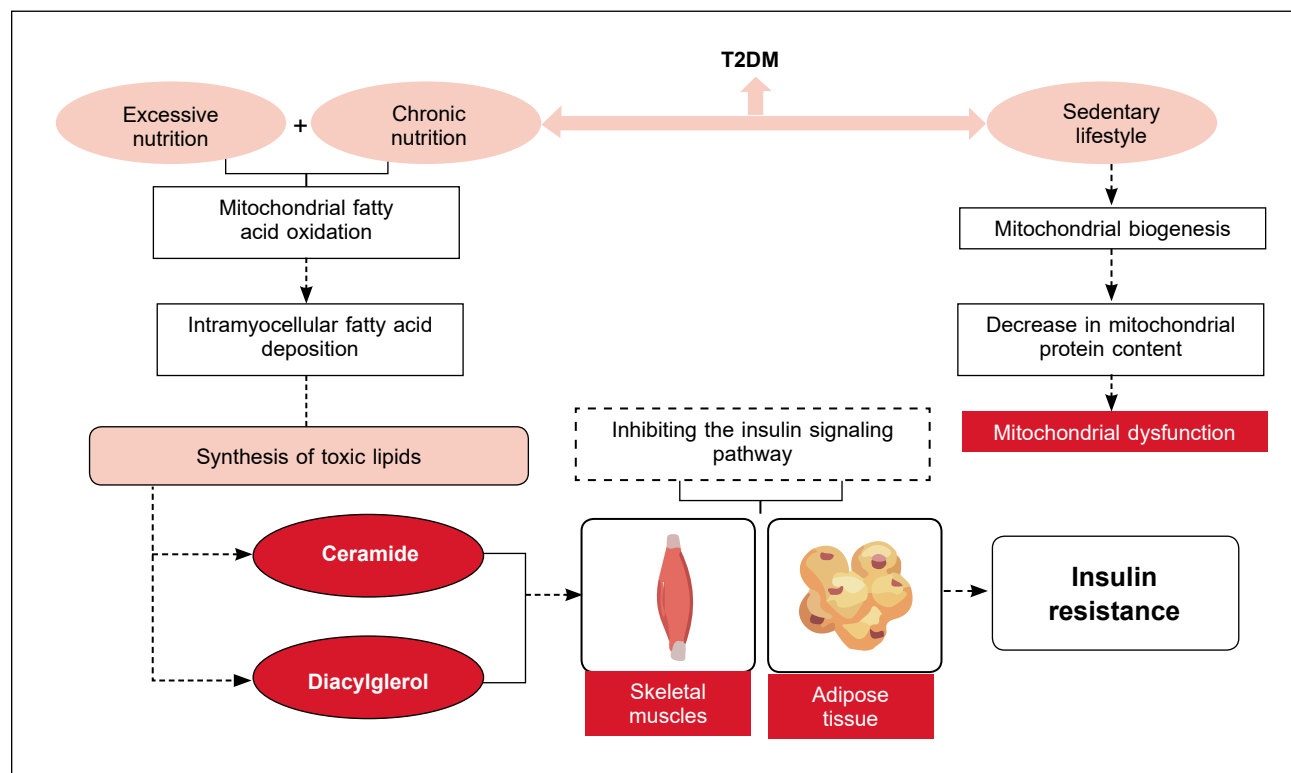 T2DM
Excessive
nutrition
+
Chronic
nutrition
Sedentary
lifestyle
Mitochondrial fatty
acid oxidation
Mitochondrial biogenesis
Intramyocellular fatty acid
deposition
Decrease in mitochondrial
protein content
Mitochondrial dysfunction
Inhibiting the insulin signaling
pathway
Synthesis of toxic lipids
Ceramide
Diacylglerol
Skeletal
muscles
Adipose
tissue
Insulin
resistance